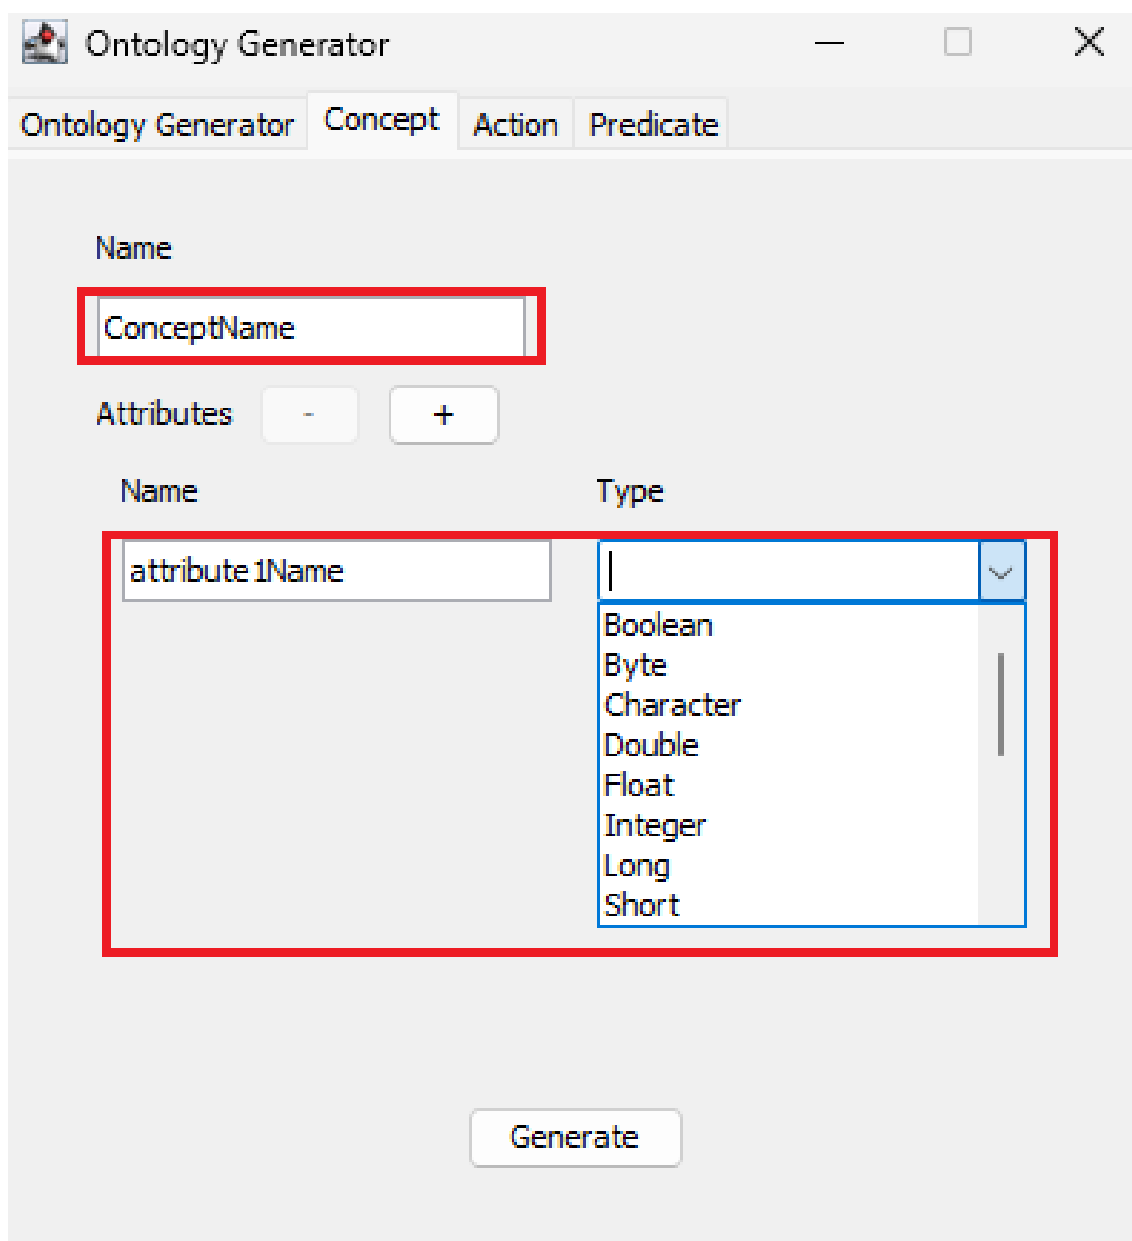 Ontology Generator
Ontology Generator Concept Action Predicate
Name
ConceptName
Attributes - +
Name Type
attribute1Name
Boolean
Byte
Character
Double
Float
Integer
Long
Short
Generate